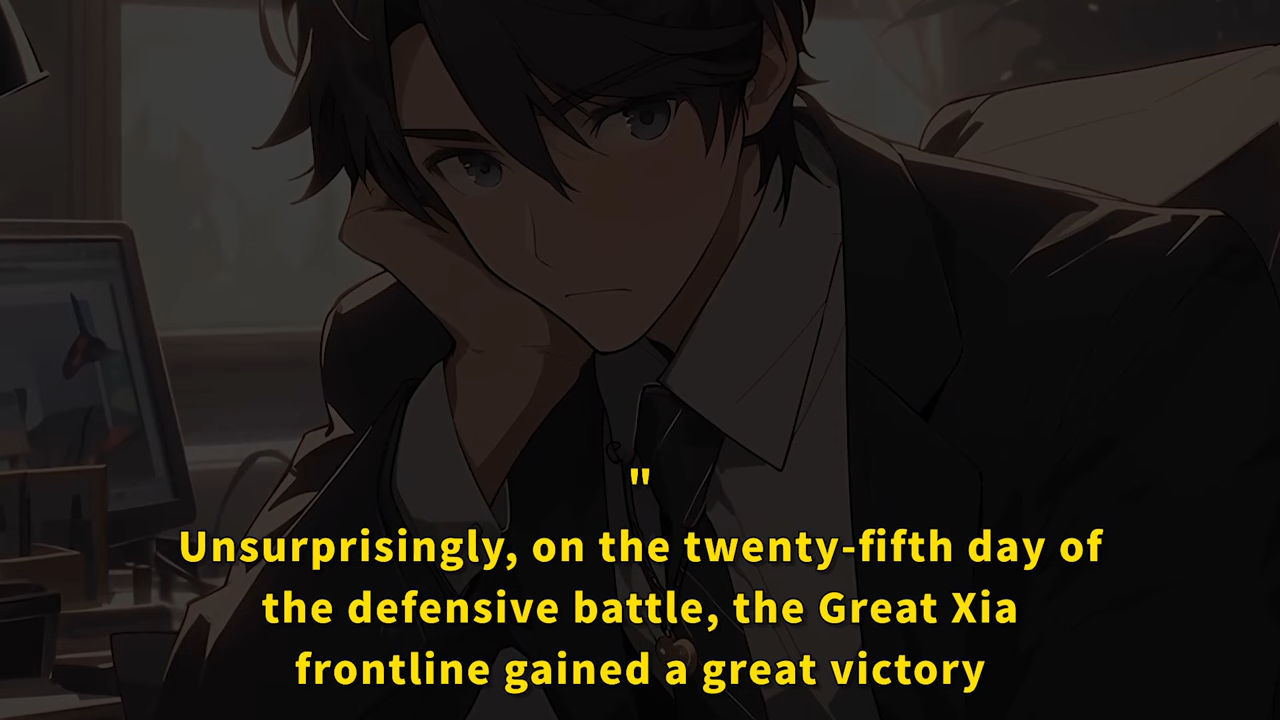 "
Unsurprisingly, on the twenty-fifth day of
the defensive battle, the Great Xia
frontline gained a great victory